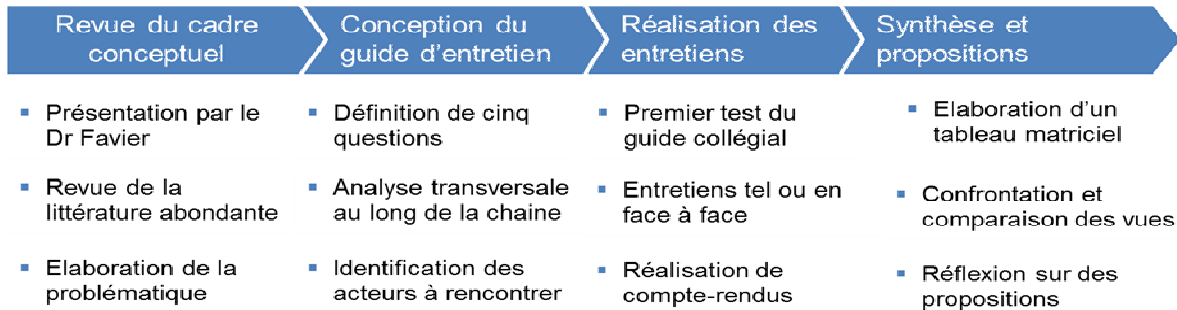 Revue du cadre
conceptuel
Conception du
guide d'entretien
Réalisation des
entretiens
Synthèse et
propositions
Présentation par le
Dr Favier
Revue de la
littérature abondante
Elaboration de la
problématique
Définition de cinq
questions
Analyse transversale
au long de la chaine
Identification des
acteurs à rencontrer
Premier test du
guide collégial
Entretiens tel ou en
face à face
Réalisation de
compte-rendus
Elaboration d'un
tableau matriciel
Confrontation et
comparaison des vues
Réflexion sur des
propositions